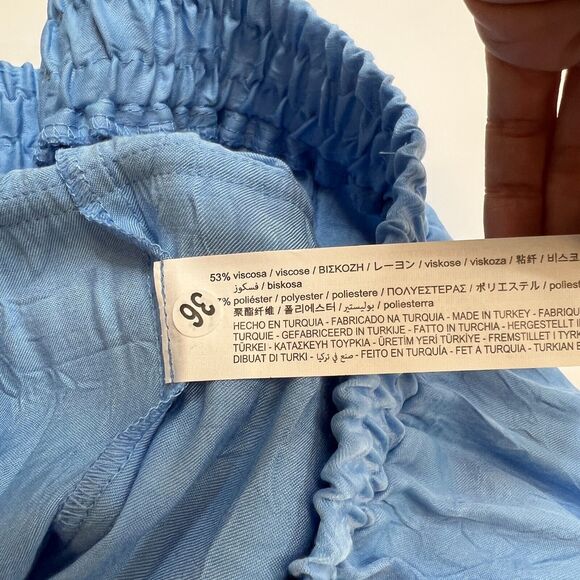 36
53% viscosa / viscose / ΒΙΣΚΟΖΗ / レーヨン / viskose / viskoza / 粘纤 / 비스코
فسكوز / biskosa
7% poliéster / polyester / poliestere / ΠΟΛΥΕΣΤΕΡΑΣ / ポリエステル / poliest
聚酯纤维 / 폴리에스터 / بوليستير / poliesterra
HECHO EN TURQUIA - FABRICADO NA TURQUIA - MADE IN TURKEY - FABRIQU
TURQUIE - GEFABRICEERD IN TURKIJE - FATTO IN TURCHIA - HERGESTELLT I
TÜRKEI - ΚΑΤΑΣΚΕΥΗ ΤΟΥΡΚΙΑ - ÜRETİM YERİ TÜRKİYE - FREMSTILLET I TYR
DIBUAT DI TURKI - صنع في تركيا - FEITO EN TURQUÍA - FET A TURQUIA - TURKIAN E